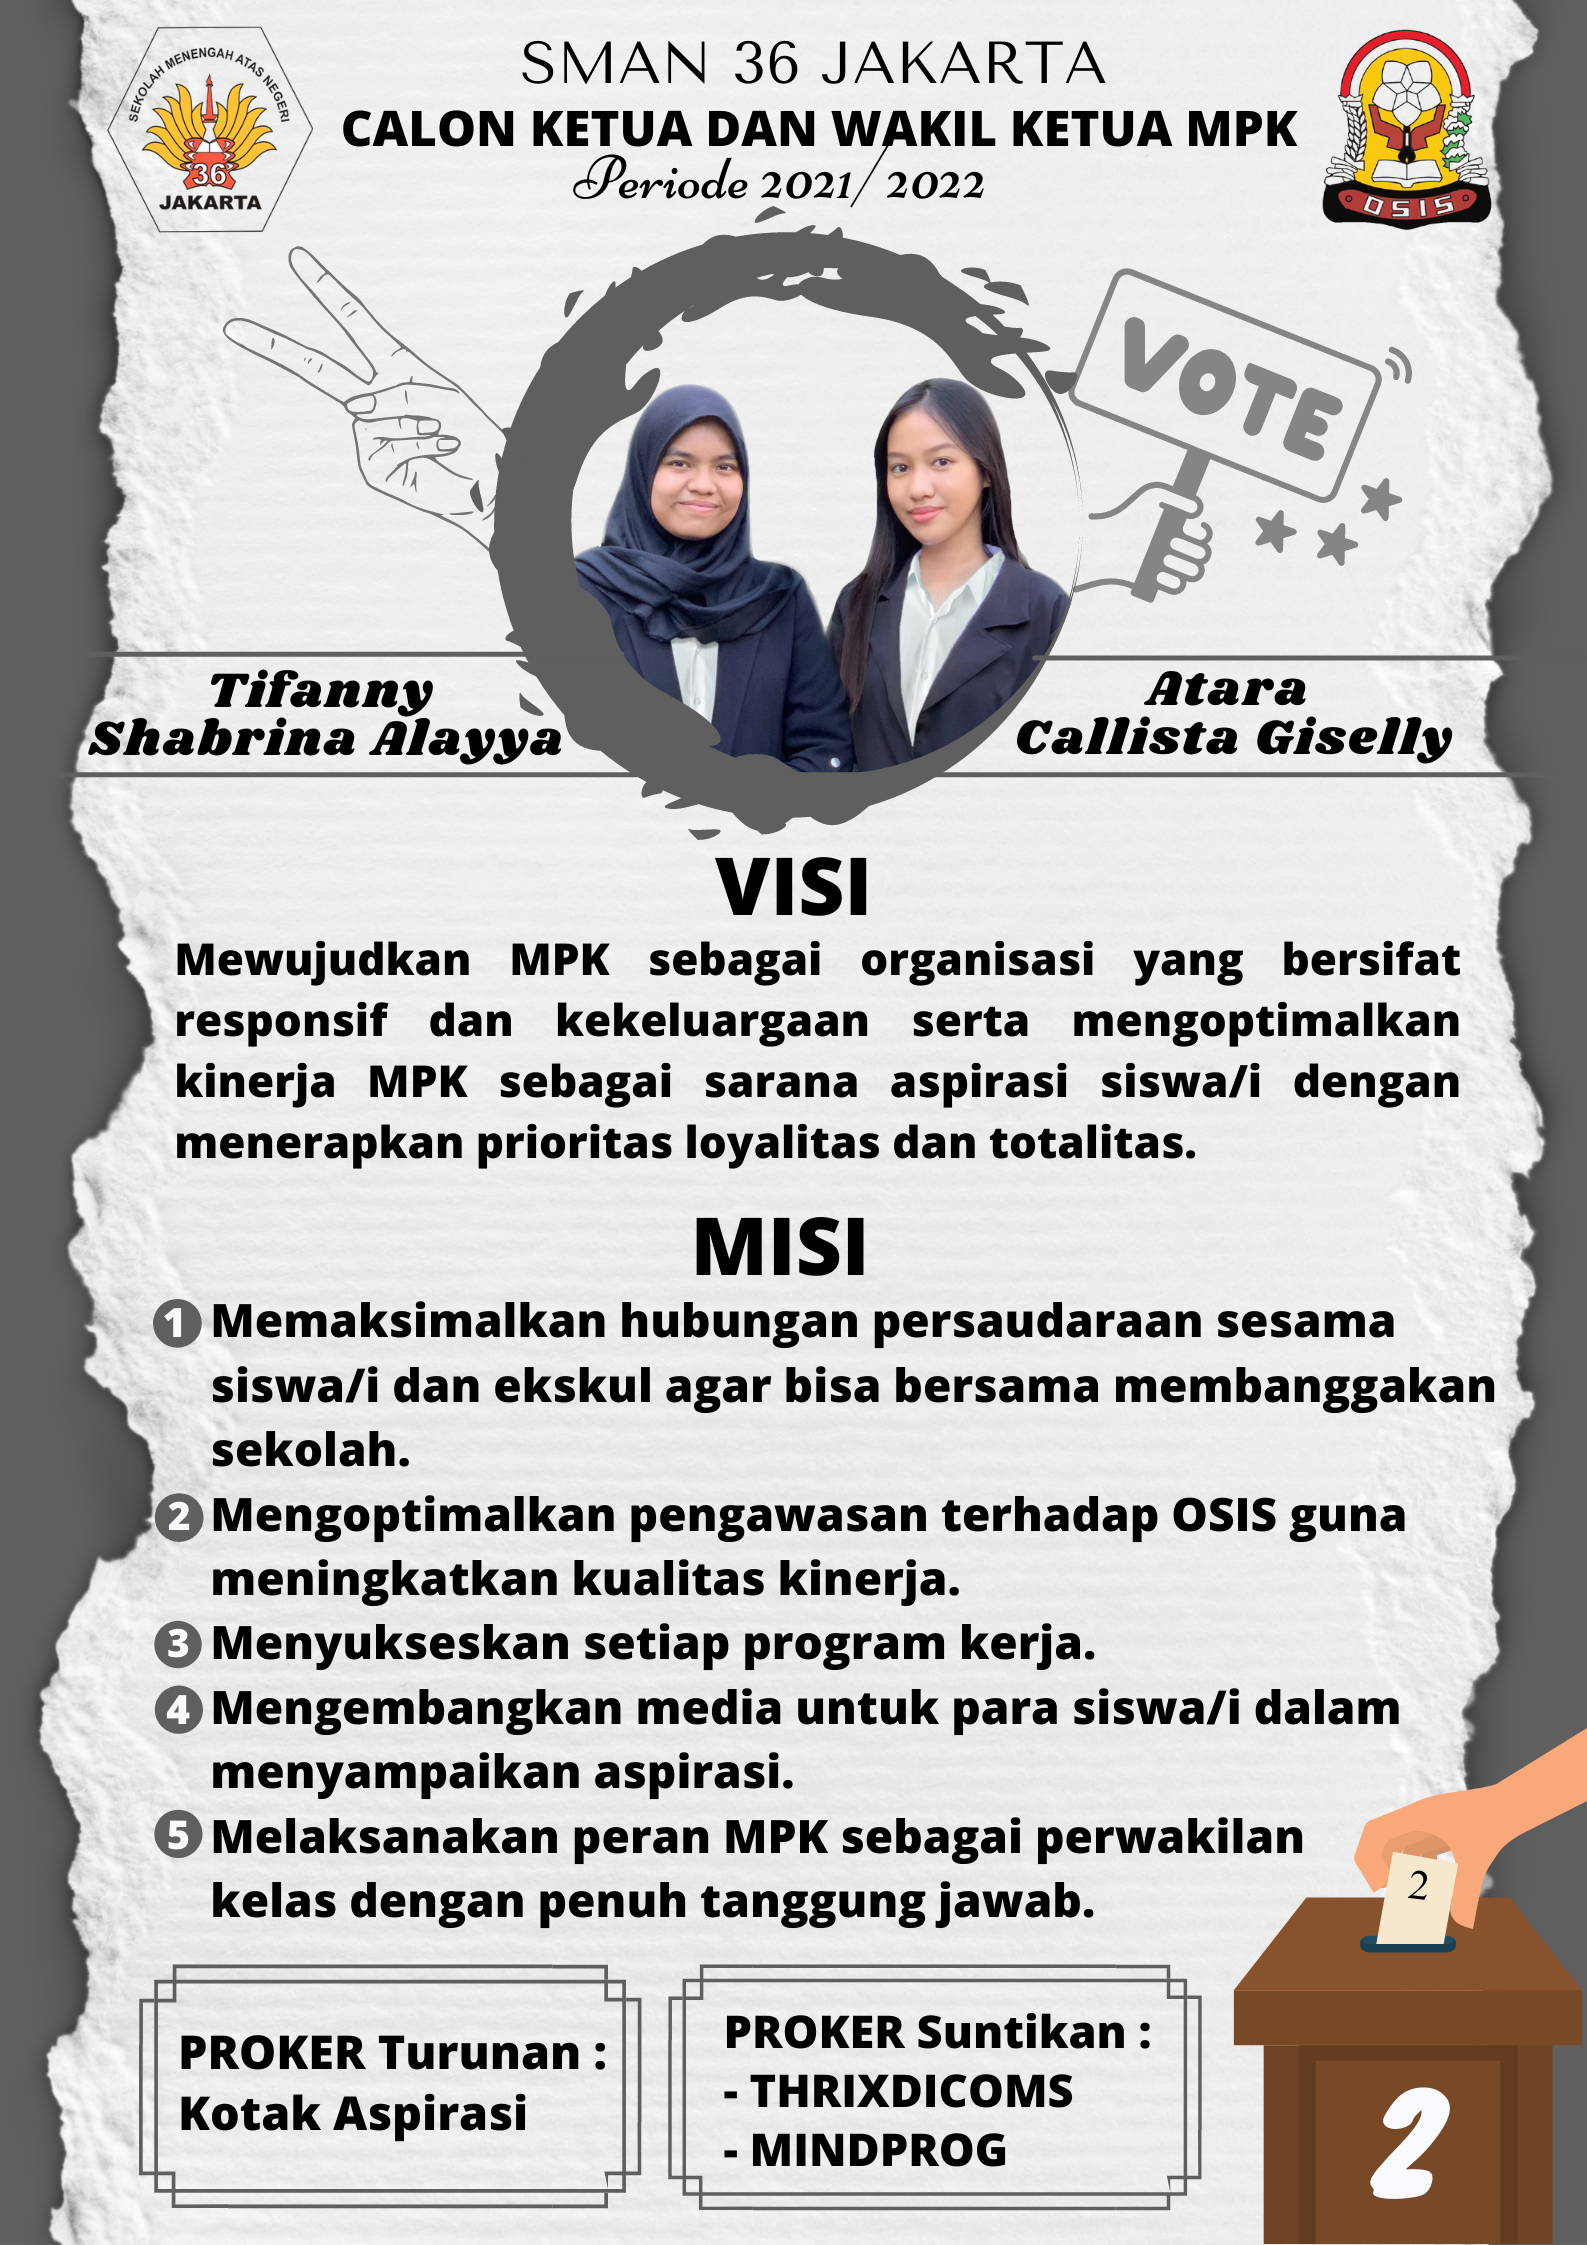 SEKOLAH MENENGAH ATAS NEGERI
36
JAKARTA
SMAN 36 JAKARTA
CALON KETUA DAN WAKIL KETUA MPK
Periode 2021/2022
OSIS
VOTE
Tifanny
Shabrina Alayya
Atara
Callista Giselly
VISI
Mewujudkan MPK sebagai organisasi yang bersifat
responsif dan kekeluargaan serta mengoptimalkan
kinerja MPK sebagai sarana aspirasi siswa/i dengan
menerapkan prioritas loyalitas dan totalitas.
MISI
1 Memaksimalkan hubungan persaudaraan sesama
siswa/i dan ekskul agar bisa bersama membanggakan
sekolah.
2 Mengoptimalkan pengawasan terhadap OSIS guna
meningkatkan kualitas kinerja.
3 Menyukseskan setiap program kerja.
4 Mengembangkan media untuk para siswa/i dalam
menyampaikan aspirasi.
5 Melaksanakan peran MPK sebagai perwakilan
kelas dengan penuh tanggung jawab.
PROKER Turunan :
Kotak Aspirasi
PROKER Suntikan :
- THRIXDICOMS
- MINDPROG
2
2